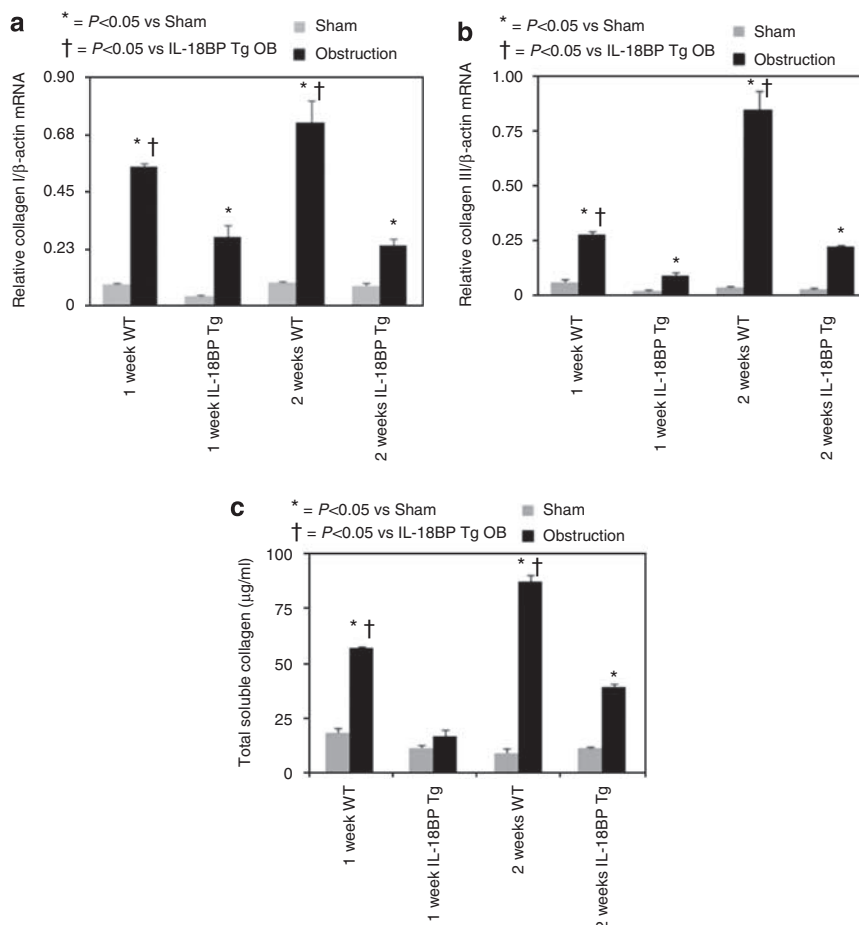 a
* = P<0.05 vs Sham
† = P<0.05 vs IL-18BP Tg OB
Sham
Obstruction
Relative collagen I/β-actin mRNA
0.90
0.68
0.45
0.23
0
* †
*
* †
*
1 week WT
1 week IL-18BP Tg
2 weeks WT
2 weeks IL-18BP Tg
b
* = P<0.05 vs Sham
† = P<0.05 vs IL-18BP Tg OB
Sham
Obstruction
Relative collagen III/β-actin mRNA
1.00
0.75
0.50
0.25
0
* †
*
* †
*
1 week WT
1 week IL-18BP Tg
2 weeks WT
2 weeks IL-18BP Tg
c
* = P<0.05 vs Sham
† = P<0.05 vs IL-18BP Tg OB
Sham
Obstruction
Total soluble collagen (μg/ml)
100
75
50
25
0
* †
* †
*
1 week WT
1 week IL-18BP Tg
2 weeks WT
2 weeks IL-18BP Tg